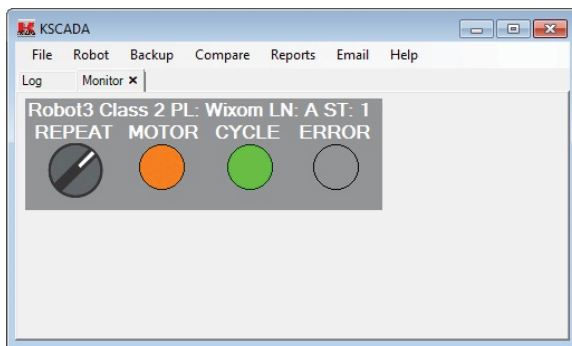 KSCADA
File Robot Backup Compare Reports Email Help
Log Monitor ×
Robot3 Class 2 PL: Wixom LN: A ST: 1
REPEAT MOTOR CYCLE ERROR